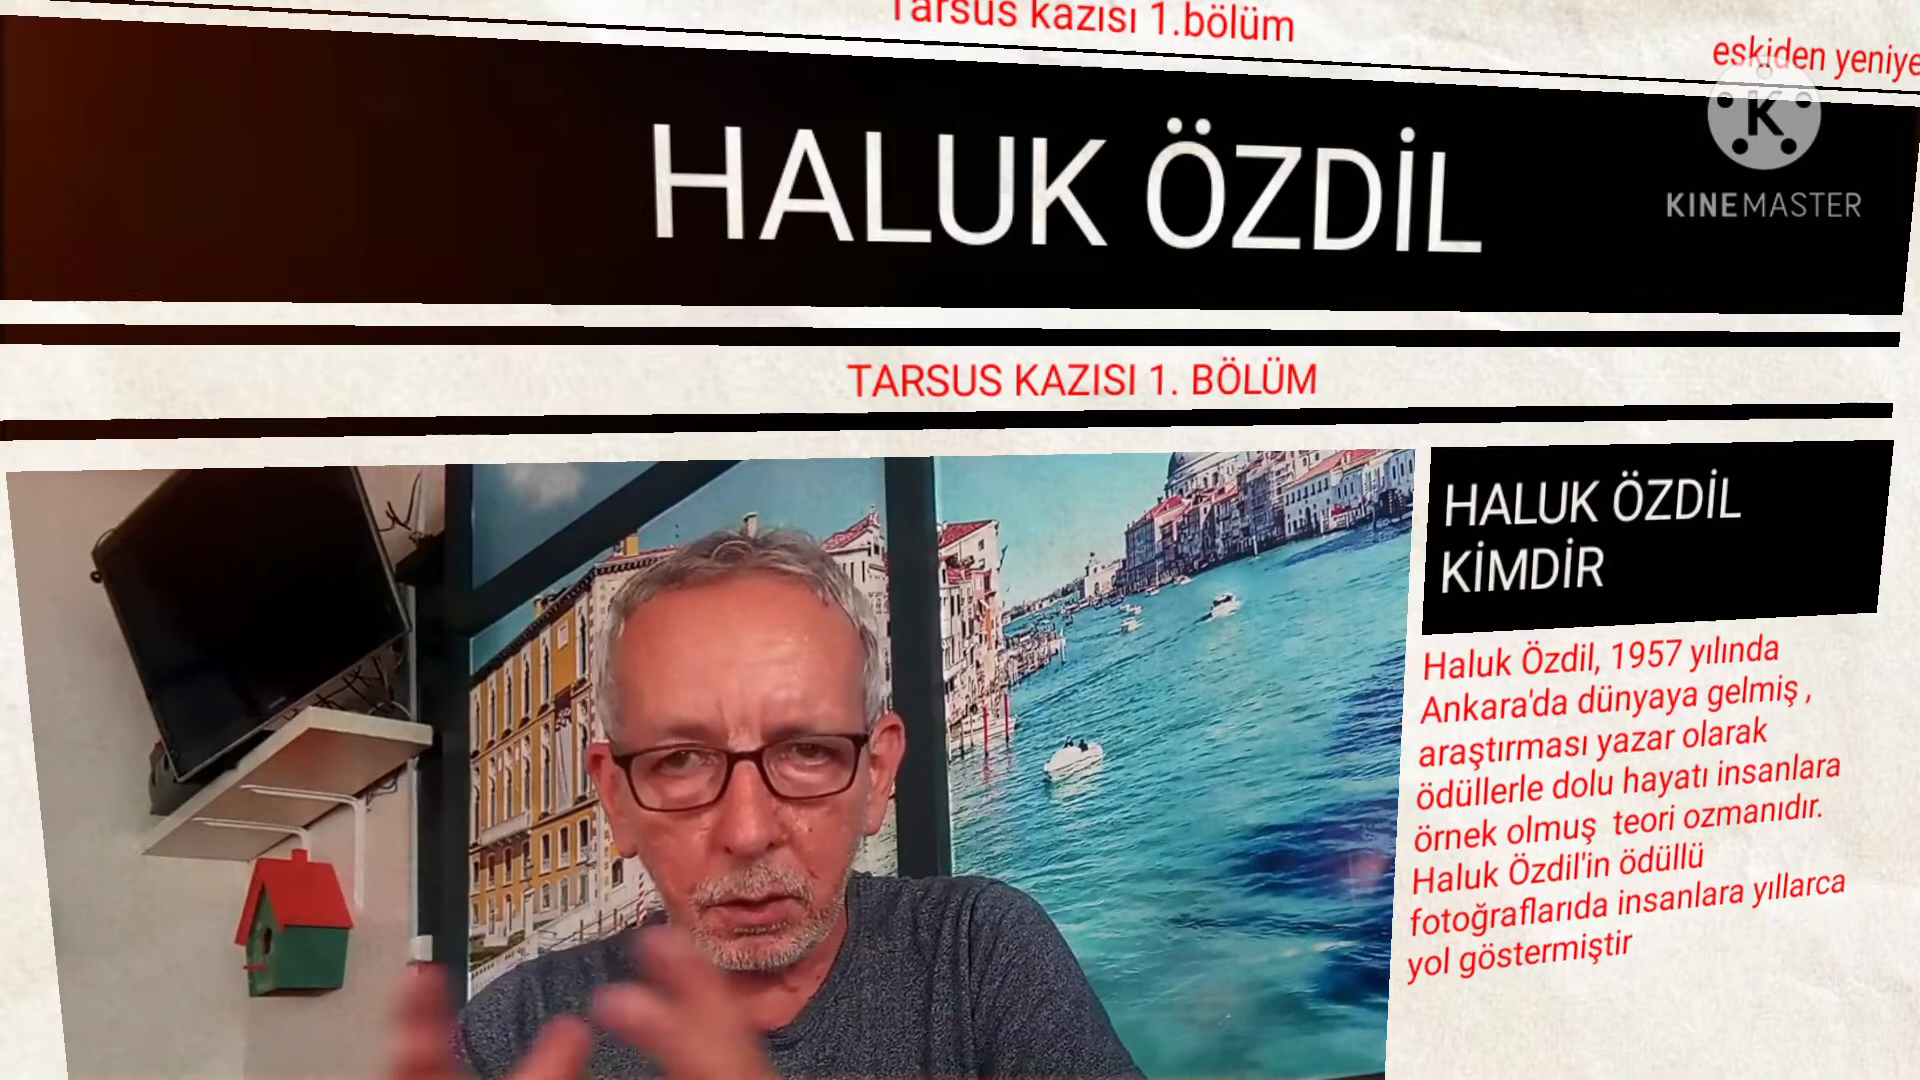 Tarsus kazısı 1.bölüm
eskiden yeniye
HALUK ÖZDİL
KINEMASTER
TARSUS KAZISI 1. BÖLÜM
HALUK ÖZDİL
KİMDİR
Haluk Özdil, 1957 yılında
Ankara'da dünyaya gelmiş ,
araştırması yazar olarak
ödüllerle dolu hayatı insanlara
örnek olmuş teori ozmanıdır.
Haluk Özdil'in ödüllü
fotoğraflarıda insanlara yıllarca
yol göstermiştir